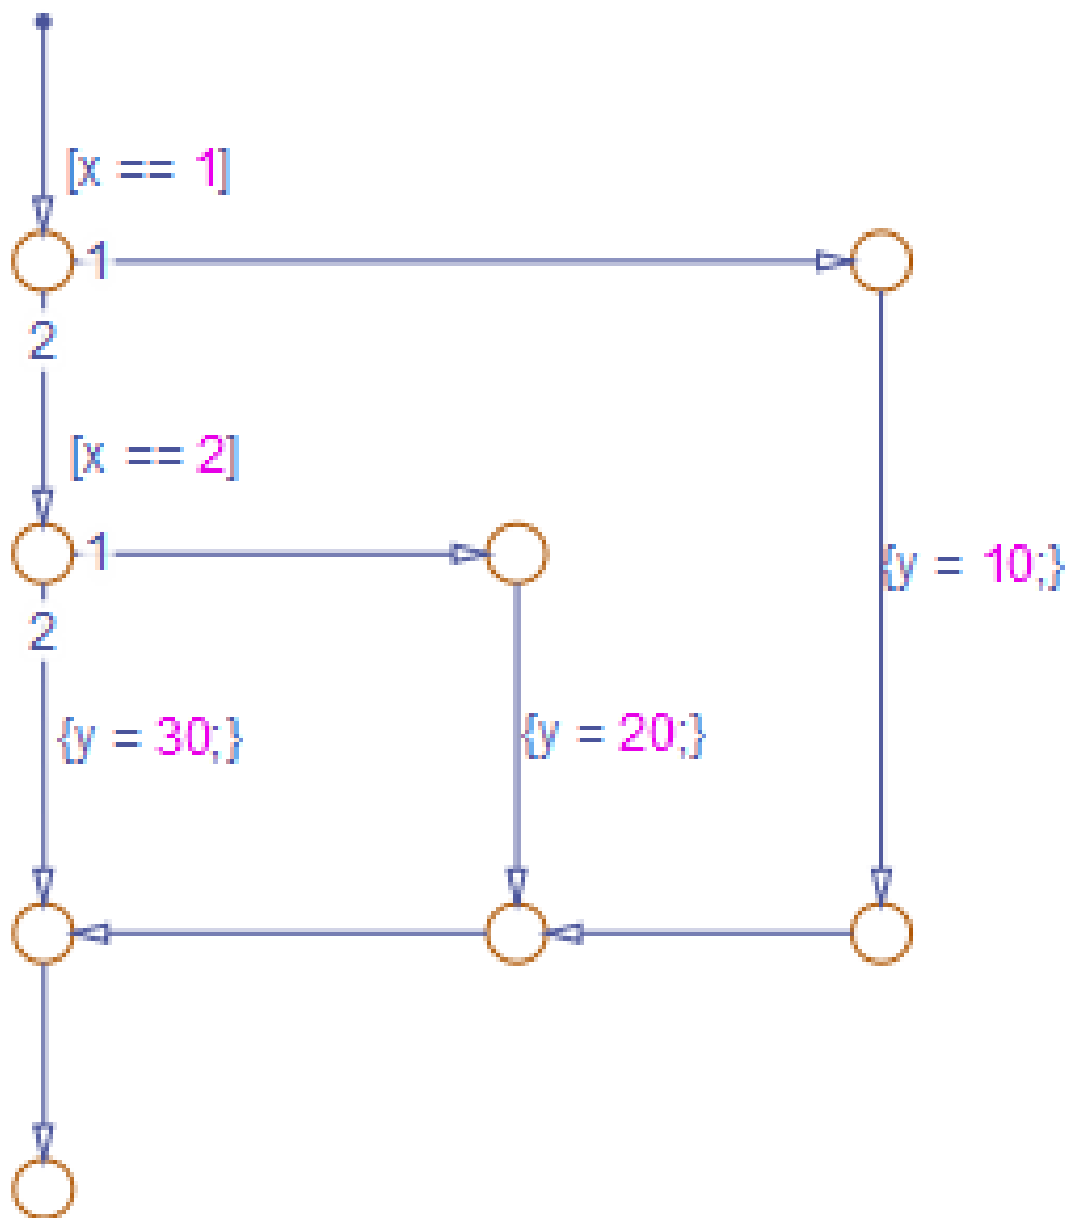 [x == 1]
1
2
[x == 2]
1
{y = 10;}
2
{y = 30;}
{y = 20;}